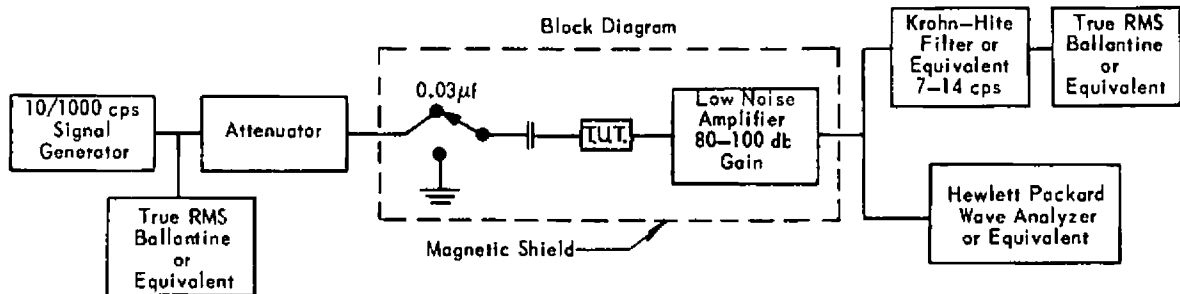 Block Diagram
10/1000 cps
Signal
Generator
True RMS
Ballantine
or
Equivalent
Attenuator
0.03μf
T.U.T.
Low Noise
Amplifier
80–100 db
Gain
Magnetic Shield
Krohn–Hite
Filter or
Equivalent
7–14 cps
True RMS
Ballantine
or
Equivalent
Hewlett Packard
Wave Analyzer
or Equivalent